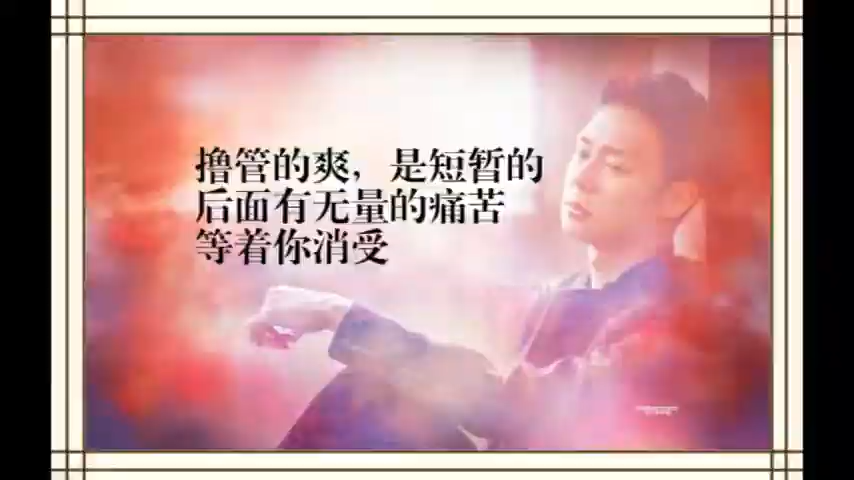 撸管的爽，是短暂的
后面有无量的痛苦
等着你消受